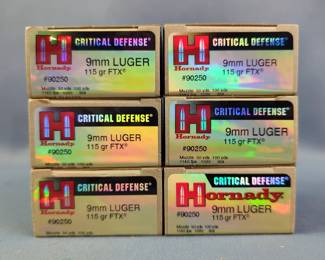 CRITICAL DEFENSE®
H
Hornady
9mm LUGER
115 gr FTX®
#90250
CRITICAL DEFENSE®
H
Hornady
9mm LUGER
115 gr FTX®
#90250
CRITICAL DEFENSE®
H
Hornady
9mm LUGER
115 gr FTX®
#90250
CRITICAL DEFENSE®
H
Hornady
9mm LUGER
115 gr FTX®
#90250
CRITICAL DEFENSE®
H
Hornady
9mm LUGER
115 gr FTX®
#90250
CRITICAL DEFENSE®
Hornady
9mm LUGER
#90250
115 gr FTX®